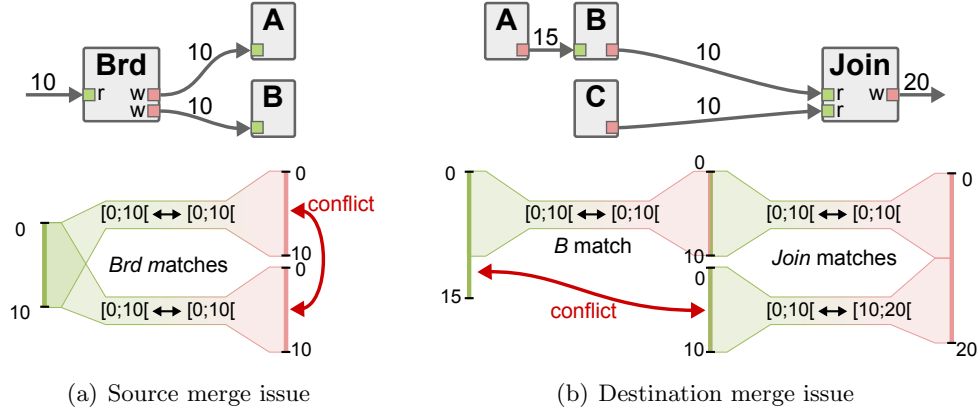 A
10
10
Brd
r
w
w
10
B
A
15
B
10
Join
r
w
20
r
C
10
0
[0;10[ ↔ [0;10[
conflict
0
10
Brd matches
0
10
[0;10[ ↔ [0;10[
10
0
0
0
[0;10[ ↔ [0;10[
[0;10[ ↔ [0;10[
B match
10
Join matches
0
15
conflict
[0;10[ ↔ [10;20[
10
20
(a) Source merge issue
(b) Destination merge issue